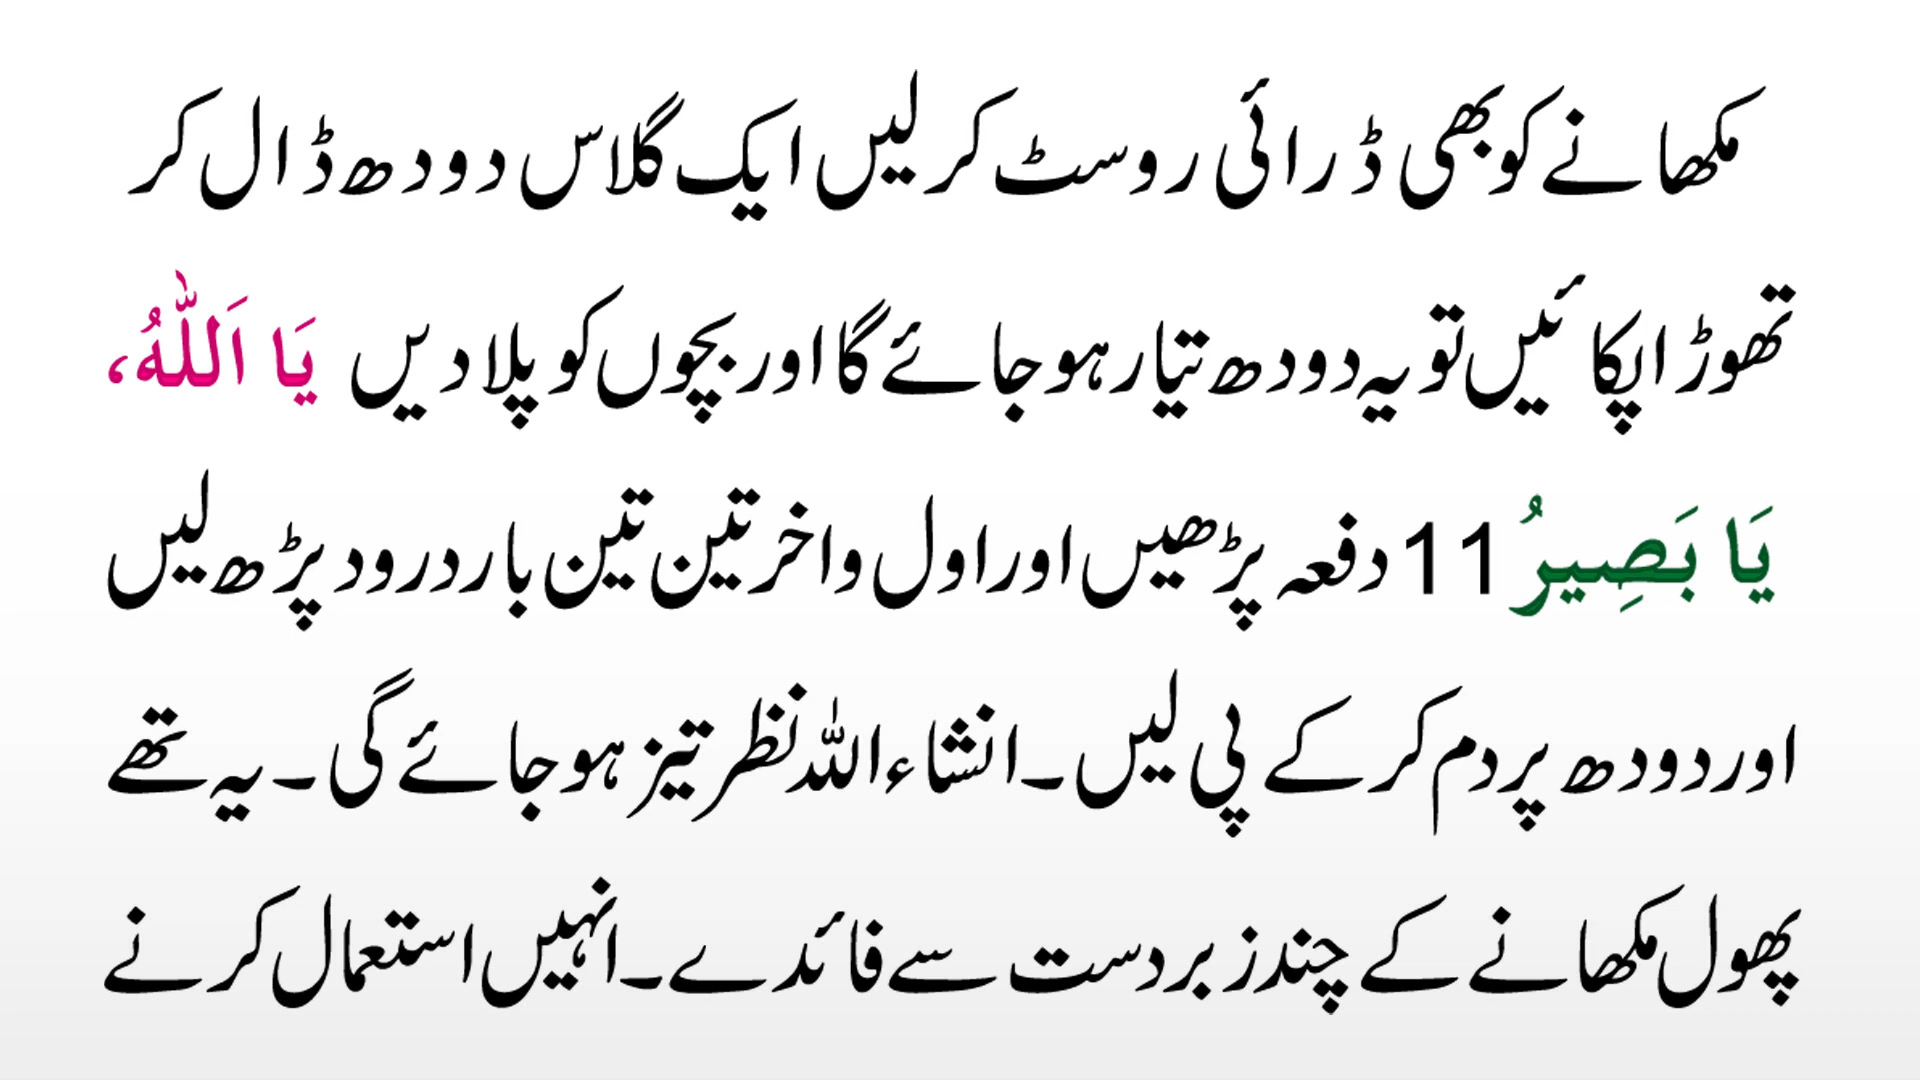 مکھانے کو بھی ڈرائی روسٹ کر لیں ایک گلاس دودھ ڈال کر
تھوڑا پکائیں تو یہ دودھ تیار ہو جائے گا اور بچوں کو پلا دیں یَا اَللّٰہُ،
یَا بَصِیرُ 11 دفعہ پڑھیں اور اول و اخر تین تین بار درود پڑھ لیں
اور دودھ پر دم کر کے پی لیں۔ انشاء اللہ نظر تیز ہو جائے گی۔ یہ تھے
پھول مکھانے کے چند زبردست سے فائدے۔ انہیں استعمال کرنے